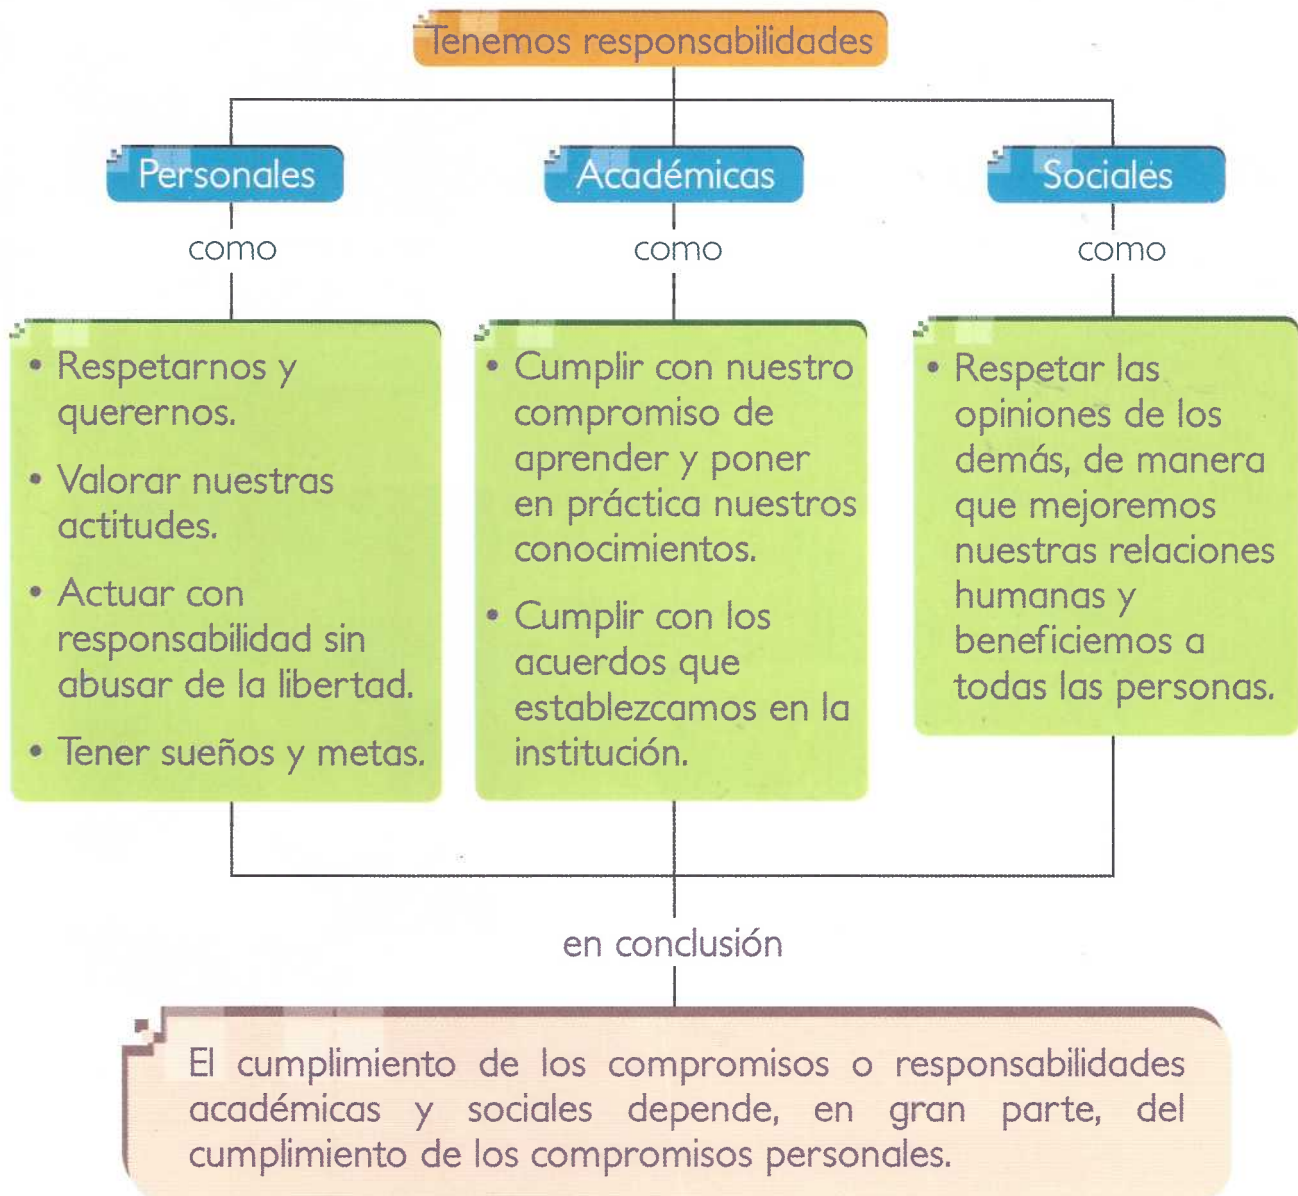 Tenemos responsabilidades
Personales
Académicas
Sociales
como
como
como
• Respetarnos y
querernos.
• Valorar nuestras
actitudes.
• Actuar con
responsabilidad sin
abusar de la libertad.
• Tener sueños y metas.
• Cumplir con nuestro
compromiso de
aprender y poner
en práctica nuestros
conocimientos.
• Cumplir con los
acuerdos que
establezcamos en la
institución.
• Respetar las
opiniones de los
demás, de manera
que mejoremos
nuestras relaciones
humanas y
beneficiemos a
todas las personas.
en conclusión
El cumplimiento de los compromisos o responsabilidades
académicas y sociales depende, en gran parte, del
cumplimiento de los compromisos personales.